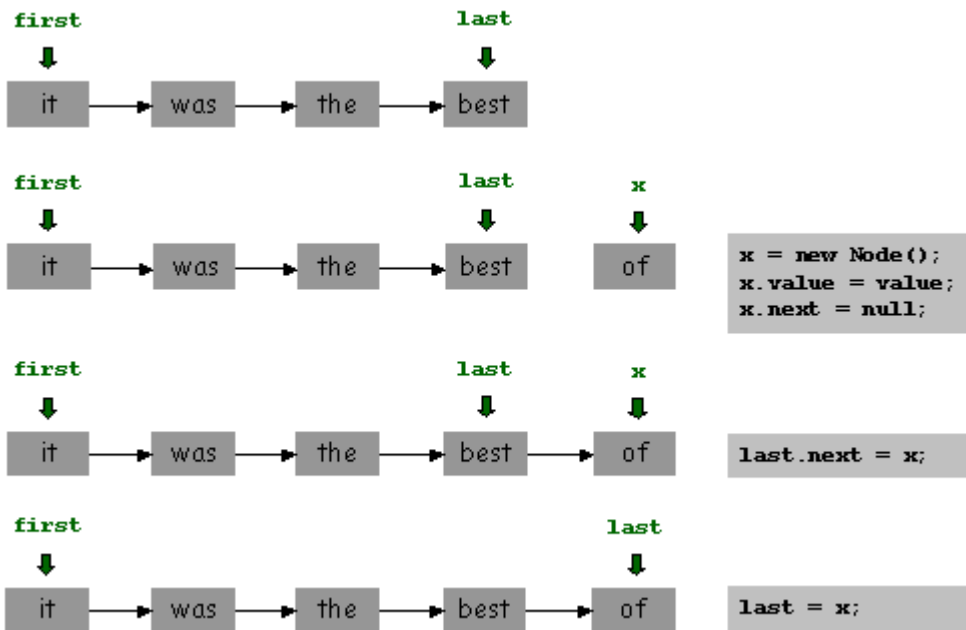 first last
it was the best
first last x
it was the best of
x = new Node();
x.value = value;
x.next = null;
first last x
it was the best of
last.next = x;
first last
it was the best of
last = x;